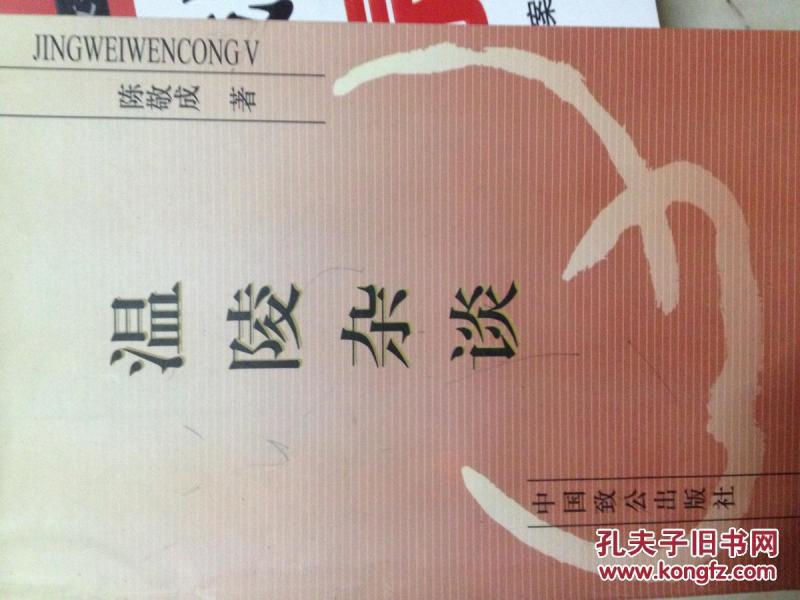 案
JINGWEIWENCONG V
陈敬成 著
温陵杂谈
中国致公出版社
孔夫子旧书网
www.kongfz.com